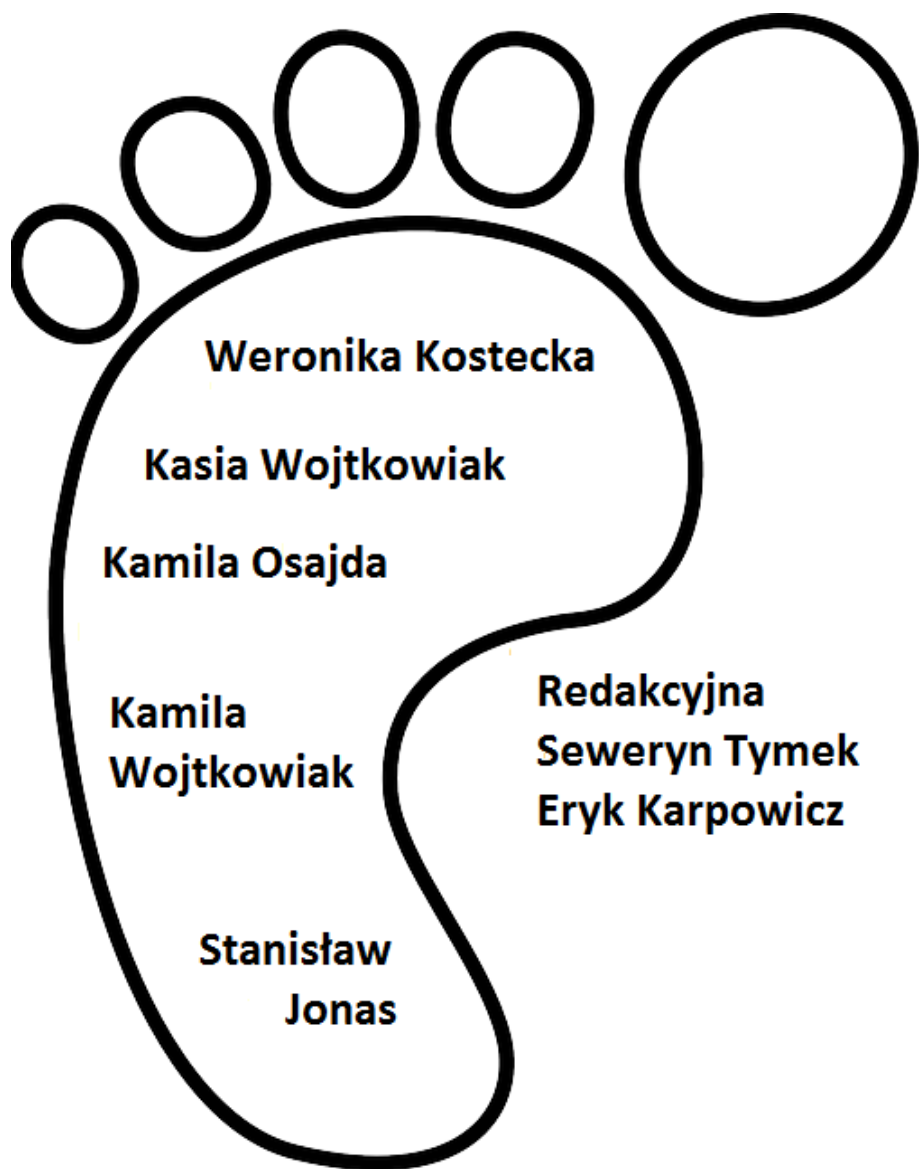 Weronika Kostecka
Kasia Wojtkowiak
Kamila Osajda
Kamila
Wojtkowiak
Stanisław
Jonas
Redakcyjna
Seweryn Tymek
Eryk Karpowicz